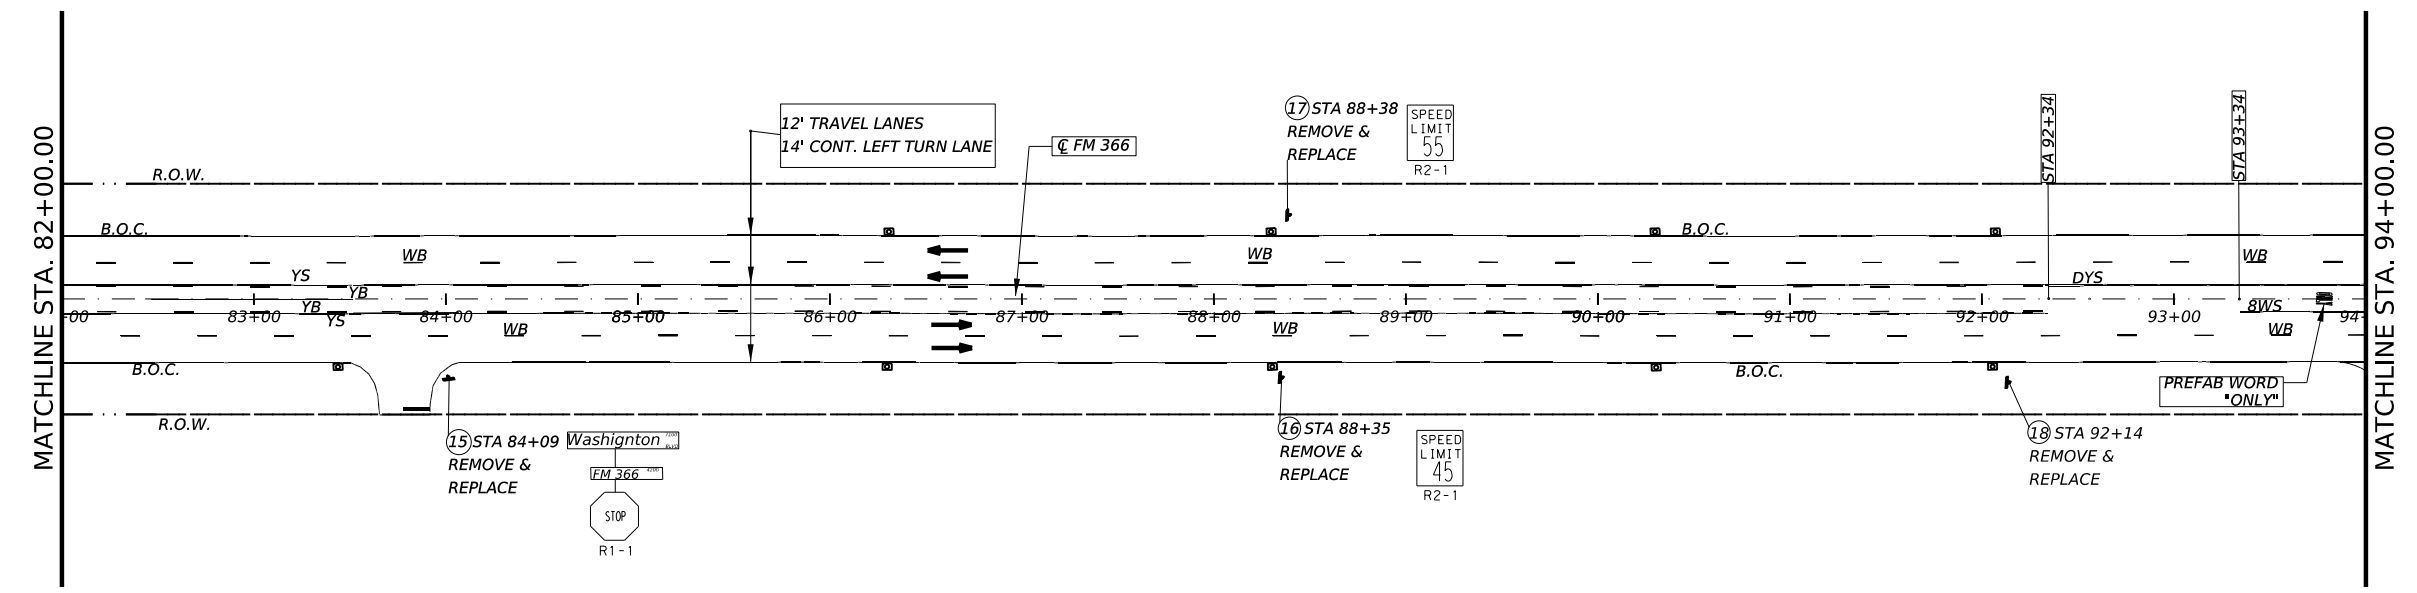 MATCHLINE STA. 82+00.00
R.O.W.
B.O.C.
WB
YS
YB
YB
YS
-00
83+00
84+00
85+00
86+00
87+00
88+00
89+00
90+00
91+00
92+00
93+00
94-
WB
B.O.C.
R.O.W.
12' TRAVEL LANES
14' CONT. LEFT TURN LANE
℄ FM 366
17 STA 88+38
REMOVE &
REPLACE
SPEED
LIMIT
55
R2-1
WB
B.O.C.
STA 92+34
STA 93+34
WB
DYS
8WS
WB
WB
B.O.C.
PREFAB WORD
"ONLY"
15 STA 84+09
REMOVE &
REPLACE
Washignton 7100
BLVD
FM 366 4200
STOP
R1-1
16 STA 88+35
REMOVE &
REPLACE
SPEED
LIMIT
45
R2-1
18 STA 92+14
REMOVE &
REPLACE
MATCHLINE STA. 94+00.00